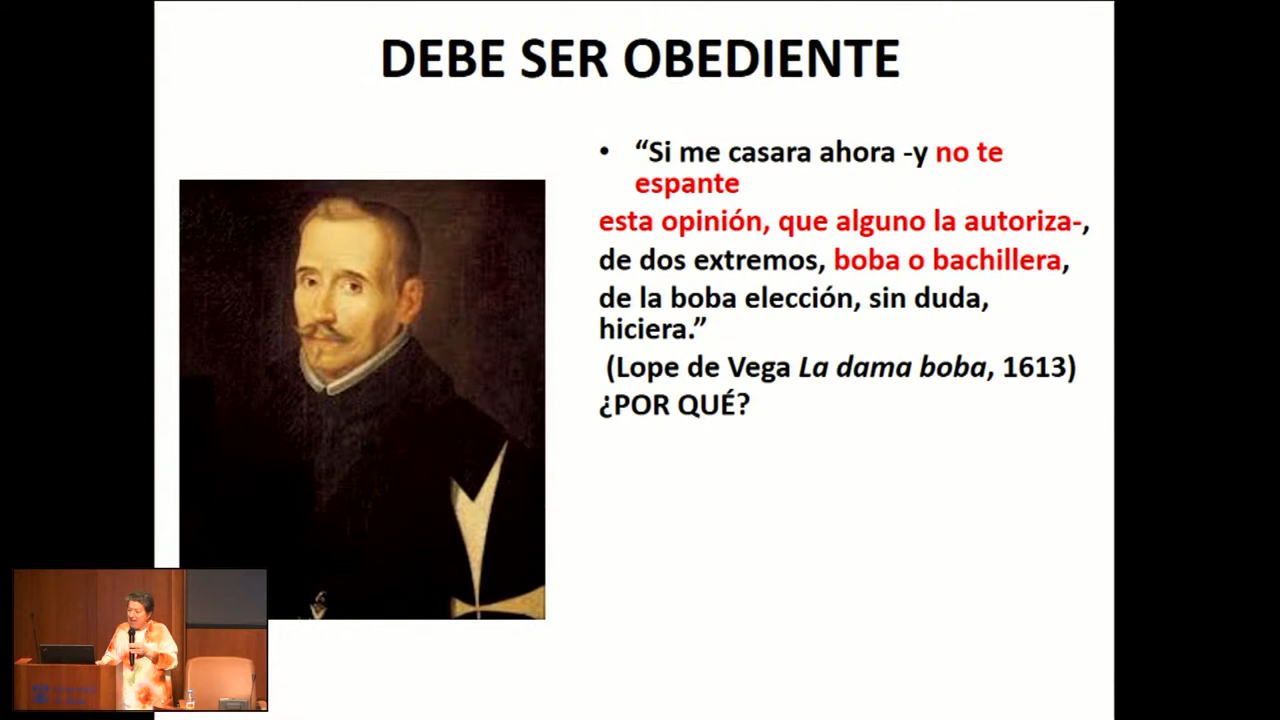 DEBE SER OBEDIENTE
• “Si me casara ahora -y no te
espante
esta opinión, que alguno la autoriza-,
de dos extremos, boba o bachillera,
de la boba elección, sin duda,
hiciera.”
(Lope de Vega La dama boba, 1613)
¿POR QUÉ?